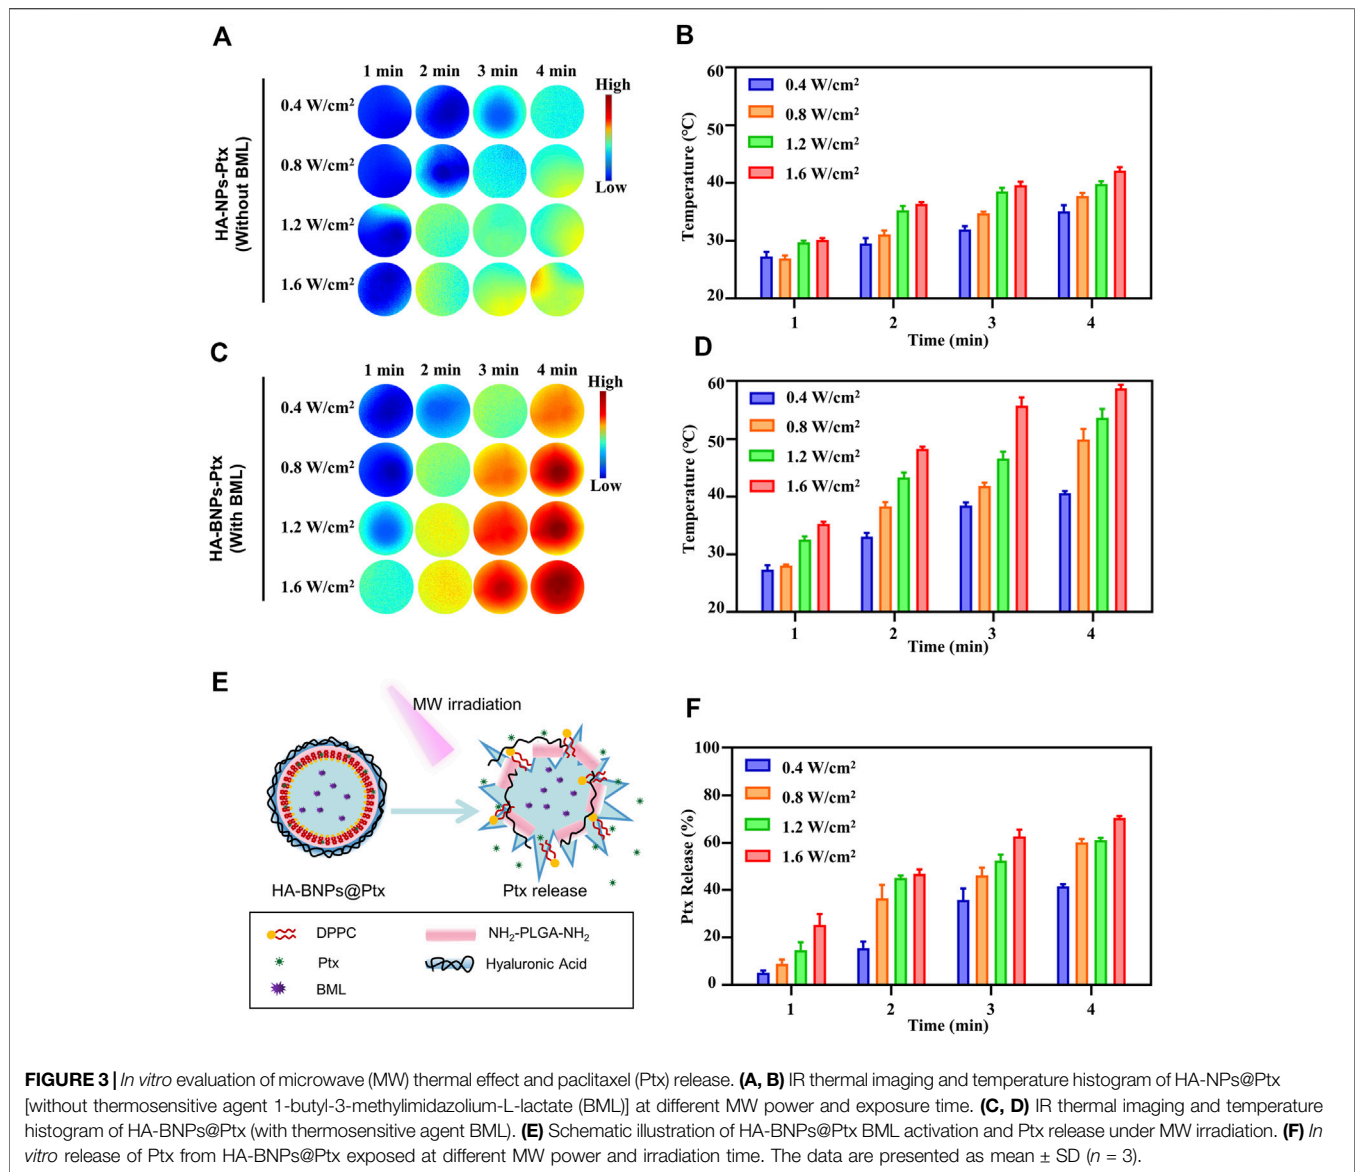 A
1 min 2 min 3 min 4 min
HA-NPs-Ptx
(Without BML)
0.4 W/cm²
0.8 W/cm²
1.2 W/cm²
1.6 W/cm²
High
Low
B
Temperature (°C)
60
50
40
30
20
0.4 W/cm²
0.8 W/cm²
1.2 W/cm²
1.6 W/cm²
1 2 3 4
Time (min)
C
1 min 2 min 3 min 4 min
HA-BNPs-Ptx
(With BML)
0.4 W/cm²
0.8 W/cm²
1.2 W/cm²
1.6 W/cm²
High
Low
D
Temperature (°C)
60
50
40
30
20
0.4 W/cm²
0.8 W/cm²
1.2 W/cm²
1.6 W/cm²
1 2 3 4
Time (min)
E
MW irradiation
HA-BNPs@Ptx
Ptx release
DPPC
NH₂-PLGA-NH₂
Ptx
Hyaluronic Acid
BML
F
Ptx Release (%)
100
80
60
40
20
0
0.4 W/cm²
0.8 W/cm²
1.2 W/cm²
1.6 W/cm²
1 2 3 4
Time (min)
FIGURE 3 | In vitro evaluation of microwave (MW) thermal effect and paclitaxel (Ptx) release. (A, B) IR thermal imaging and temperature histogram of HA-NPs@Ptx
[without thermosensitive agent 1-butyl-3-methylimidazolium-L-lactate (BML)] at different MW power and exposure time. (C, D) IR thermal imaging and temperature
histogram of HA-BNPs@Ptx (with thermosensitive agent BML). (E) Schematic illustration of HA-BNPs@Ptx BML activation and Ptx release under MW irradiation. (F) In
vitro release of Ptx from HA-BNPs@Ptx exposed at different MW power and irradiation time. The data are presented as mean ± SD (n = 3).